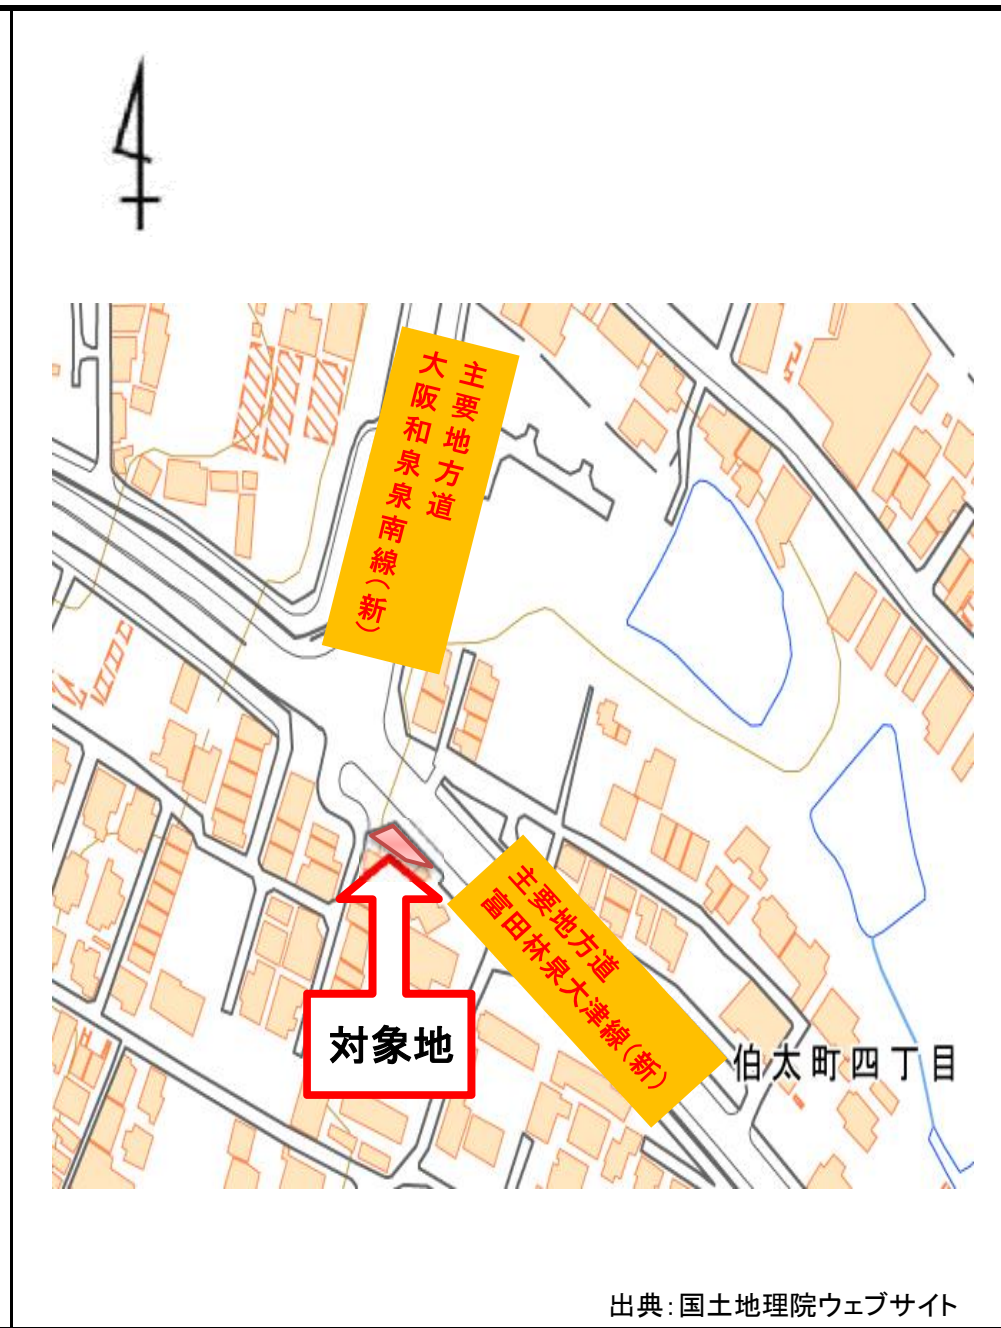 主要地方道
大阪和泉泉南線（新）
主要地方道
富田林泉大津線（新）
対象地
伯太町四丁目
出典：国土地理院ウェブサイト